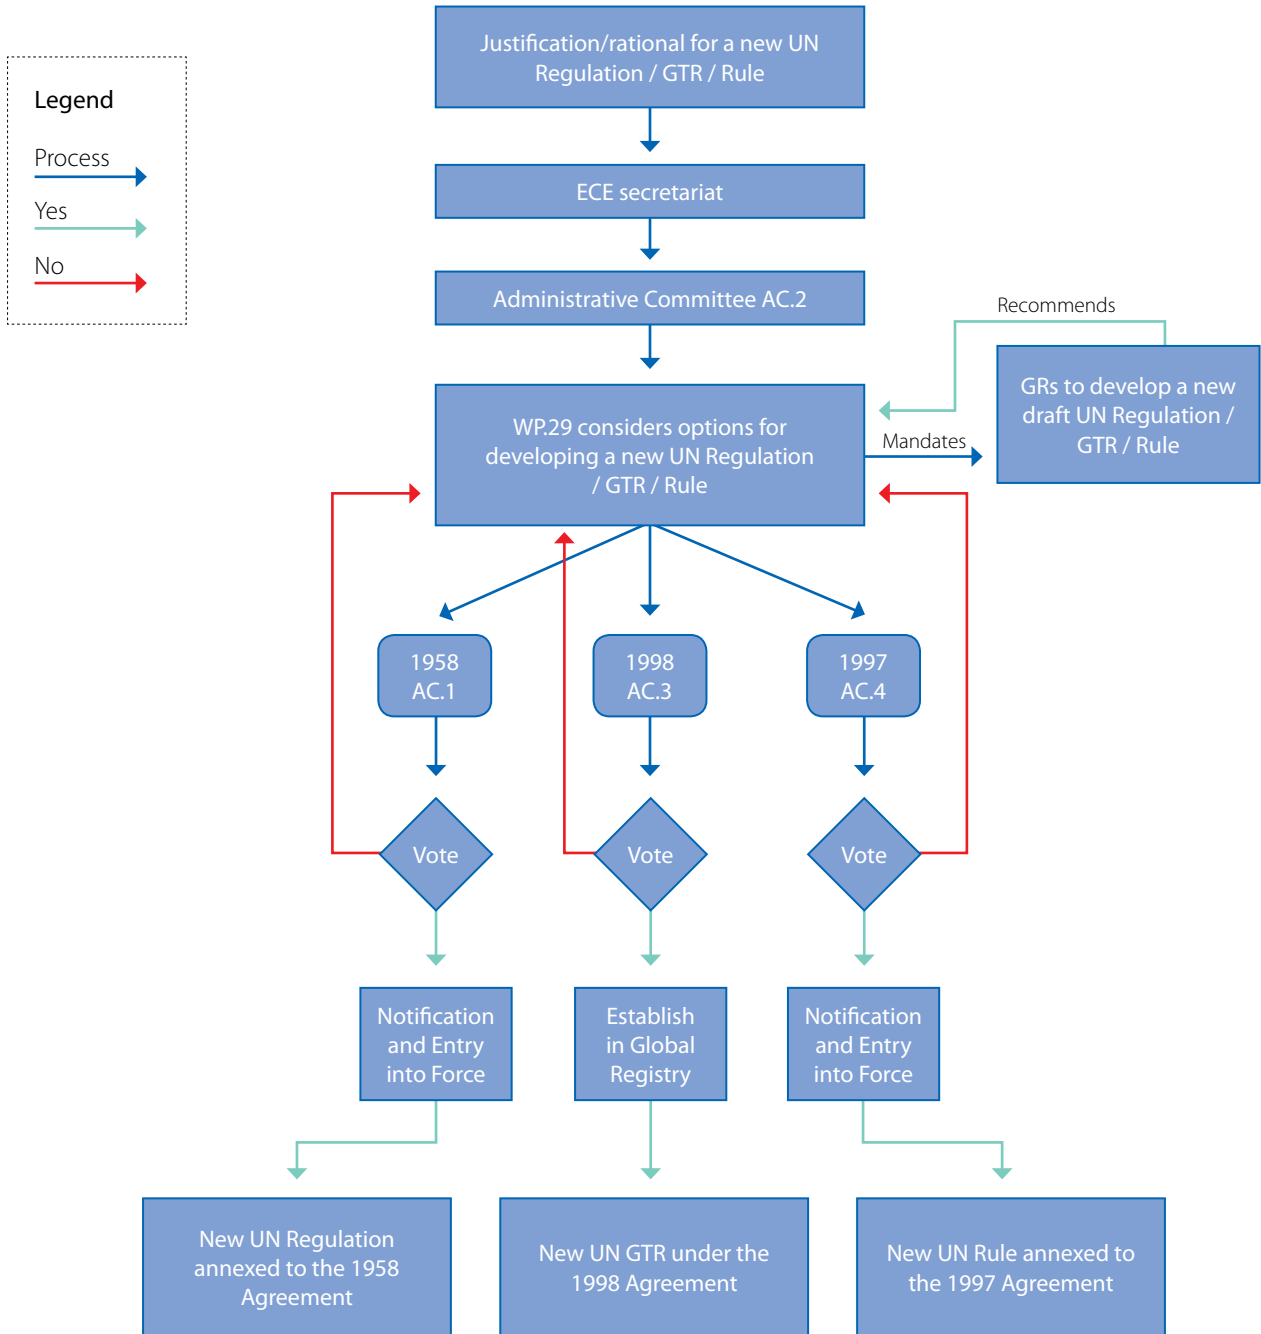 Justification/rational for a new UN
Regulation / GTR / Rule
Legend
Process
Yes
No
ECE secretariat
Administrative Committee AC.2
Recommends
GRs to develop a new
draft UN Regulation /
GTR / Rule
WP.29 considers options for
developing a new UN Regulation
/ GTR / Rule
Mandates
1958
AC.1
1998
AC.3
1997
AC.4
Vote
Vote
Vote
Notification
and Entry
into Force
Establish
in Global
Registry
Notification
and Entry
into Force
New UN Regulation
annexed to the 1958
Agreement
New UN GTR under the
1998 Agreement
New UN Rule annexed to
the 1997 Agreement